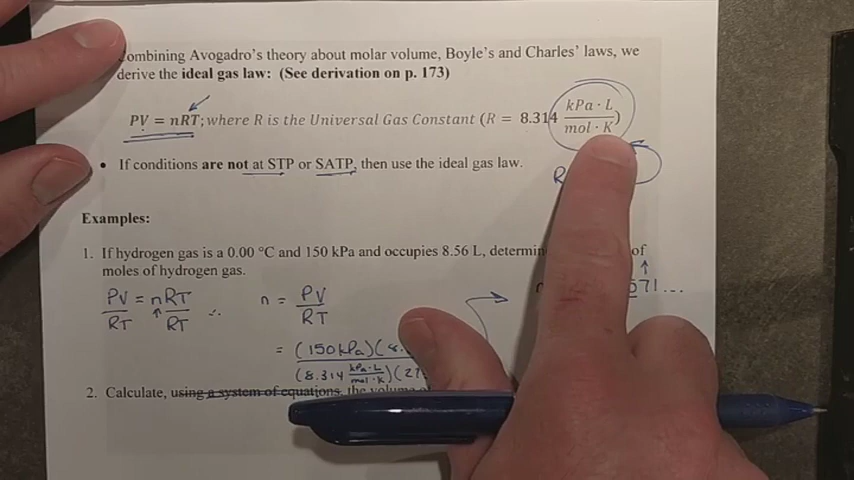 Combining Avogadro's theory about molar volume, Boyle's and Charles' laws, we
derive the ideal gas law: (See derivation on p. 173)
PV = nRT; where R is the Universal Gas Constant (R = 8.314 kPa · L / mol · K)
• If conditions are not at STP or SATP, then use the ideal gas law.
R
Examples:
1. If hydrogen gas is a 0.00 °C and 150 kPa and occupies 8.56 L, of
moles of hydrogen gas.
PV/RT = nRT/RT ∴ n = PV/RT
571...
= (150 kPa)(8.
(8.314 kPa·L/mol·K)(27
2. Calculate, using a system of equations, the volume